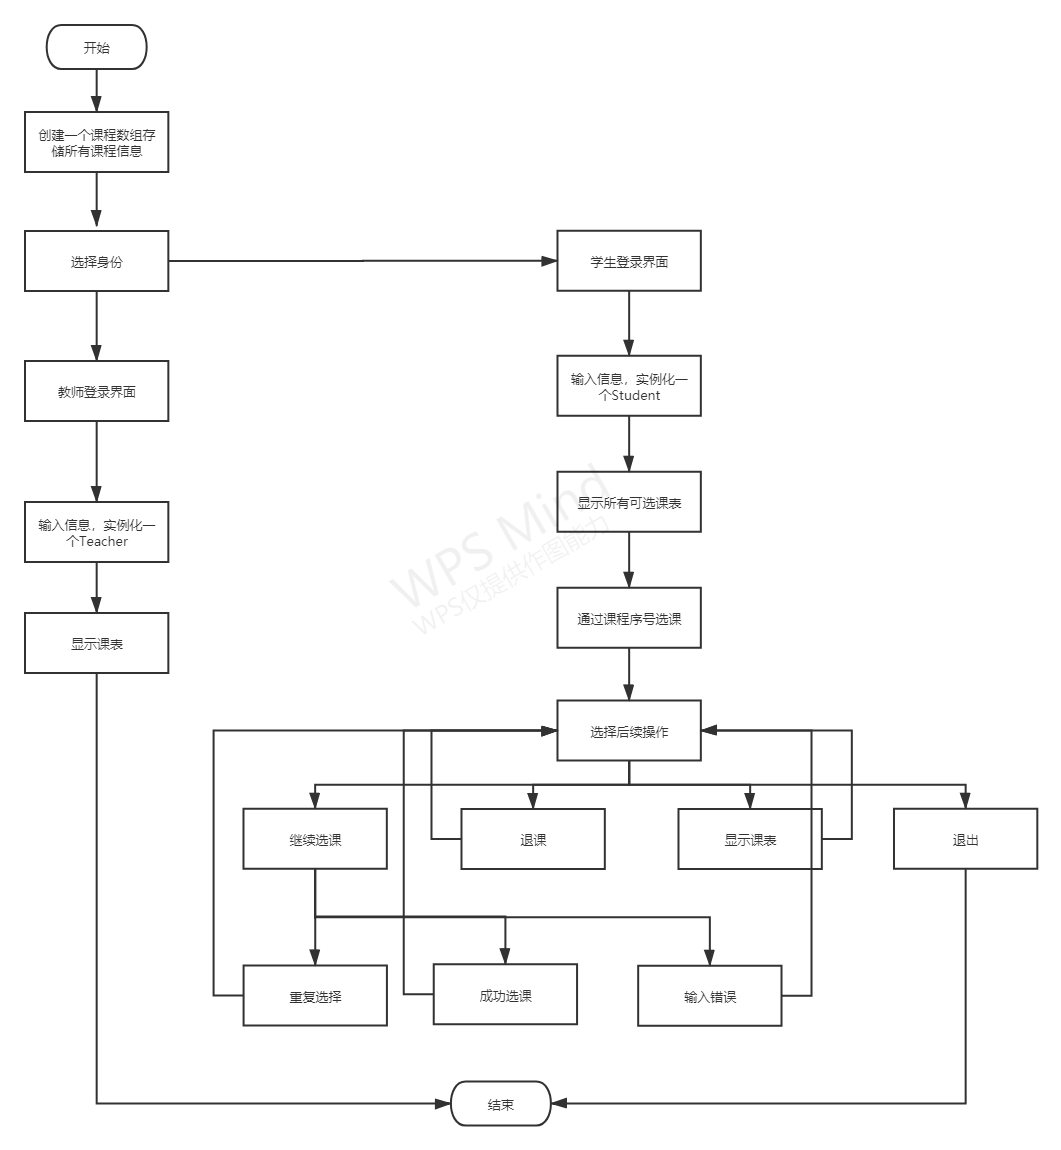 开始
创建一个课程数组存
储所有课程信息
选择身份
学生登录界面
教师登录界面
输入信息，实例化一
个Student
显示所有可选课表
输入信息，实例化一
个Teacher
WPS Mind
WPS仅提供作图能力
通过课程序号选课
显示课表
选择后续操作
继续选课
退课
显示课表
退出
重复选择
成功选课
输入错误
结束